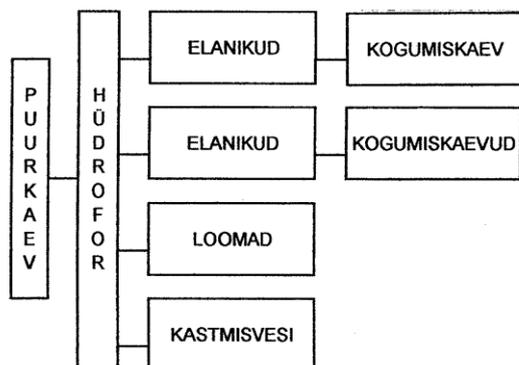 PUURKAEV
HÜDROFOR
ELANIKUD
KOGUMISKAEV
ELANIKUD
KOGUMISKAEVUD
LOOMAD
KASTMISVESI